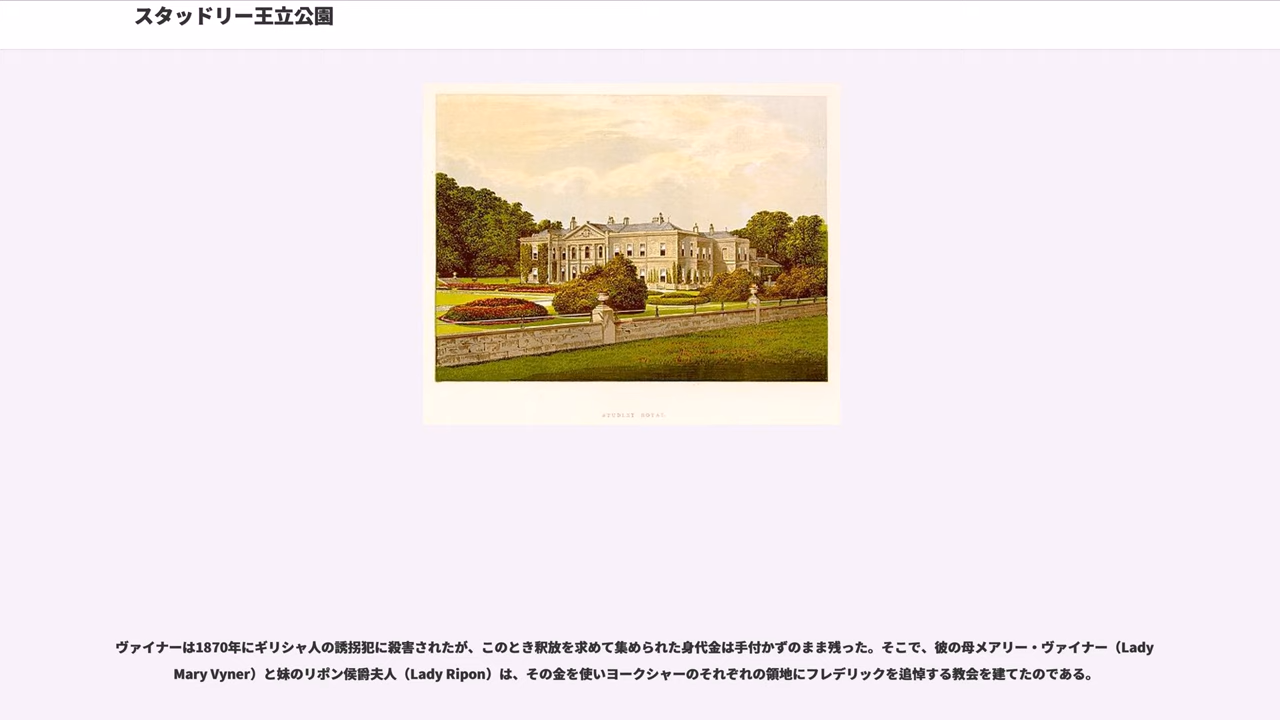 スタッドリー王立公園
STUDLEY ROYAL
ヴァイナーは1870年にギリシャ人の誘拐犯に殺害されたが、このとき釈放を求めて集められた身代金は手付かずのまま残った。そこで、彼の母メアリー・ヴァイナー（Lady
Mary Vyner）と妹のリポン侯爵夫人（Lady Ripon）は、その金を使いヨークシャーのそれぞれの領地にフレデリックを追悼する教会を建てたのである。